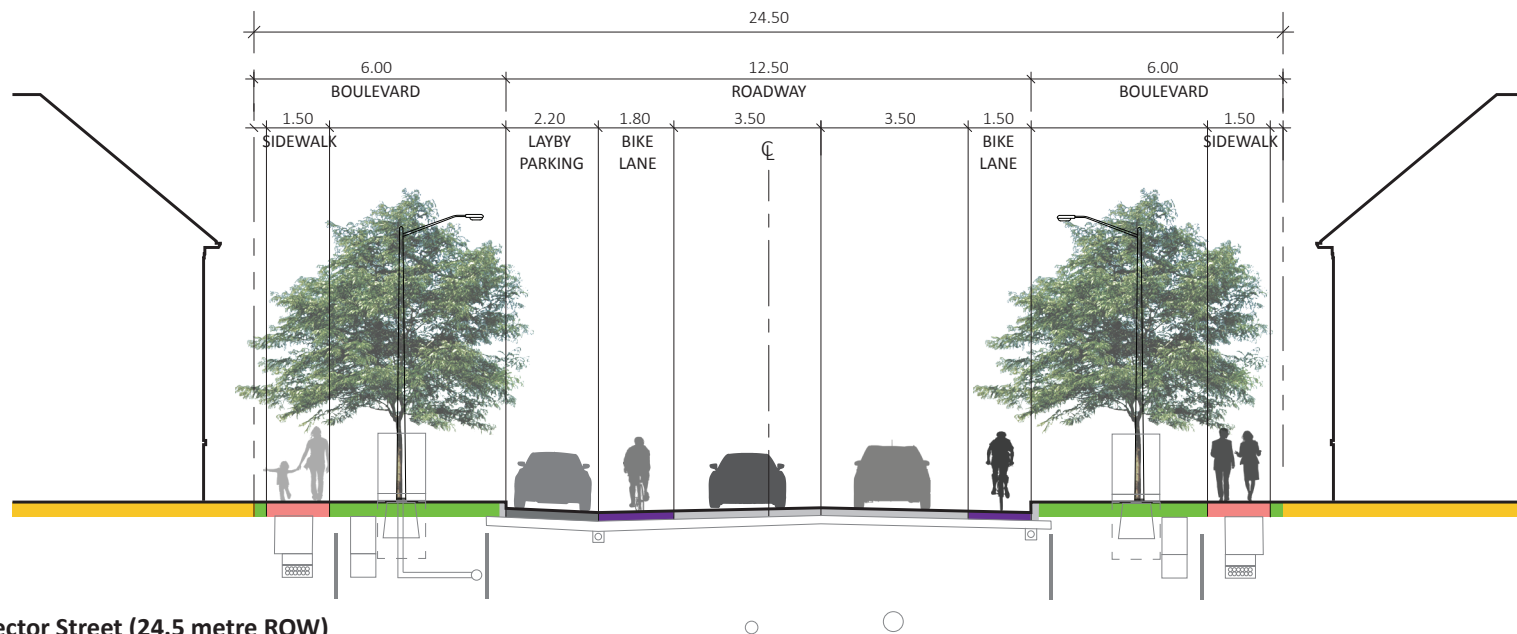 24.50
6.00 12.50 6.00
BOULEVARD ROADWAY BOULEVARD
1.50 2.20 1.80 3.50 3.50 1.50 1.50
SIDEWALK LAYBY BIKE ℄ BIKE SIDEWALK
PARKING LANE LANE
ector Street (24.5 metre ROW)